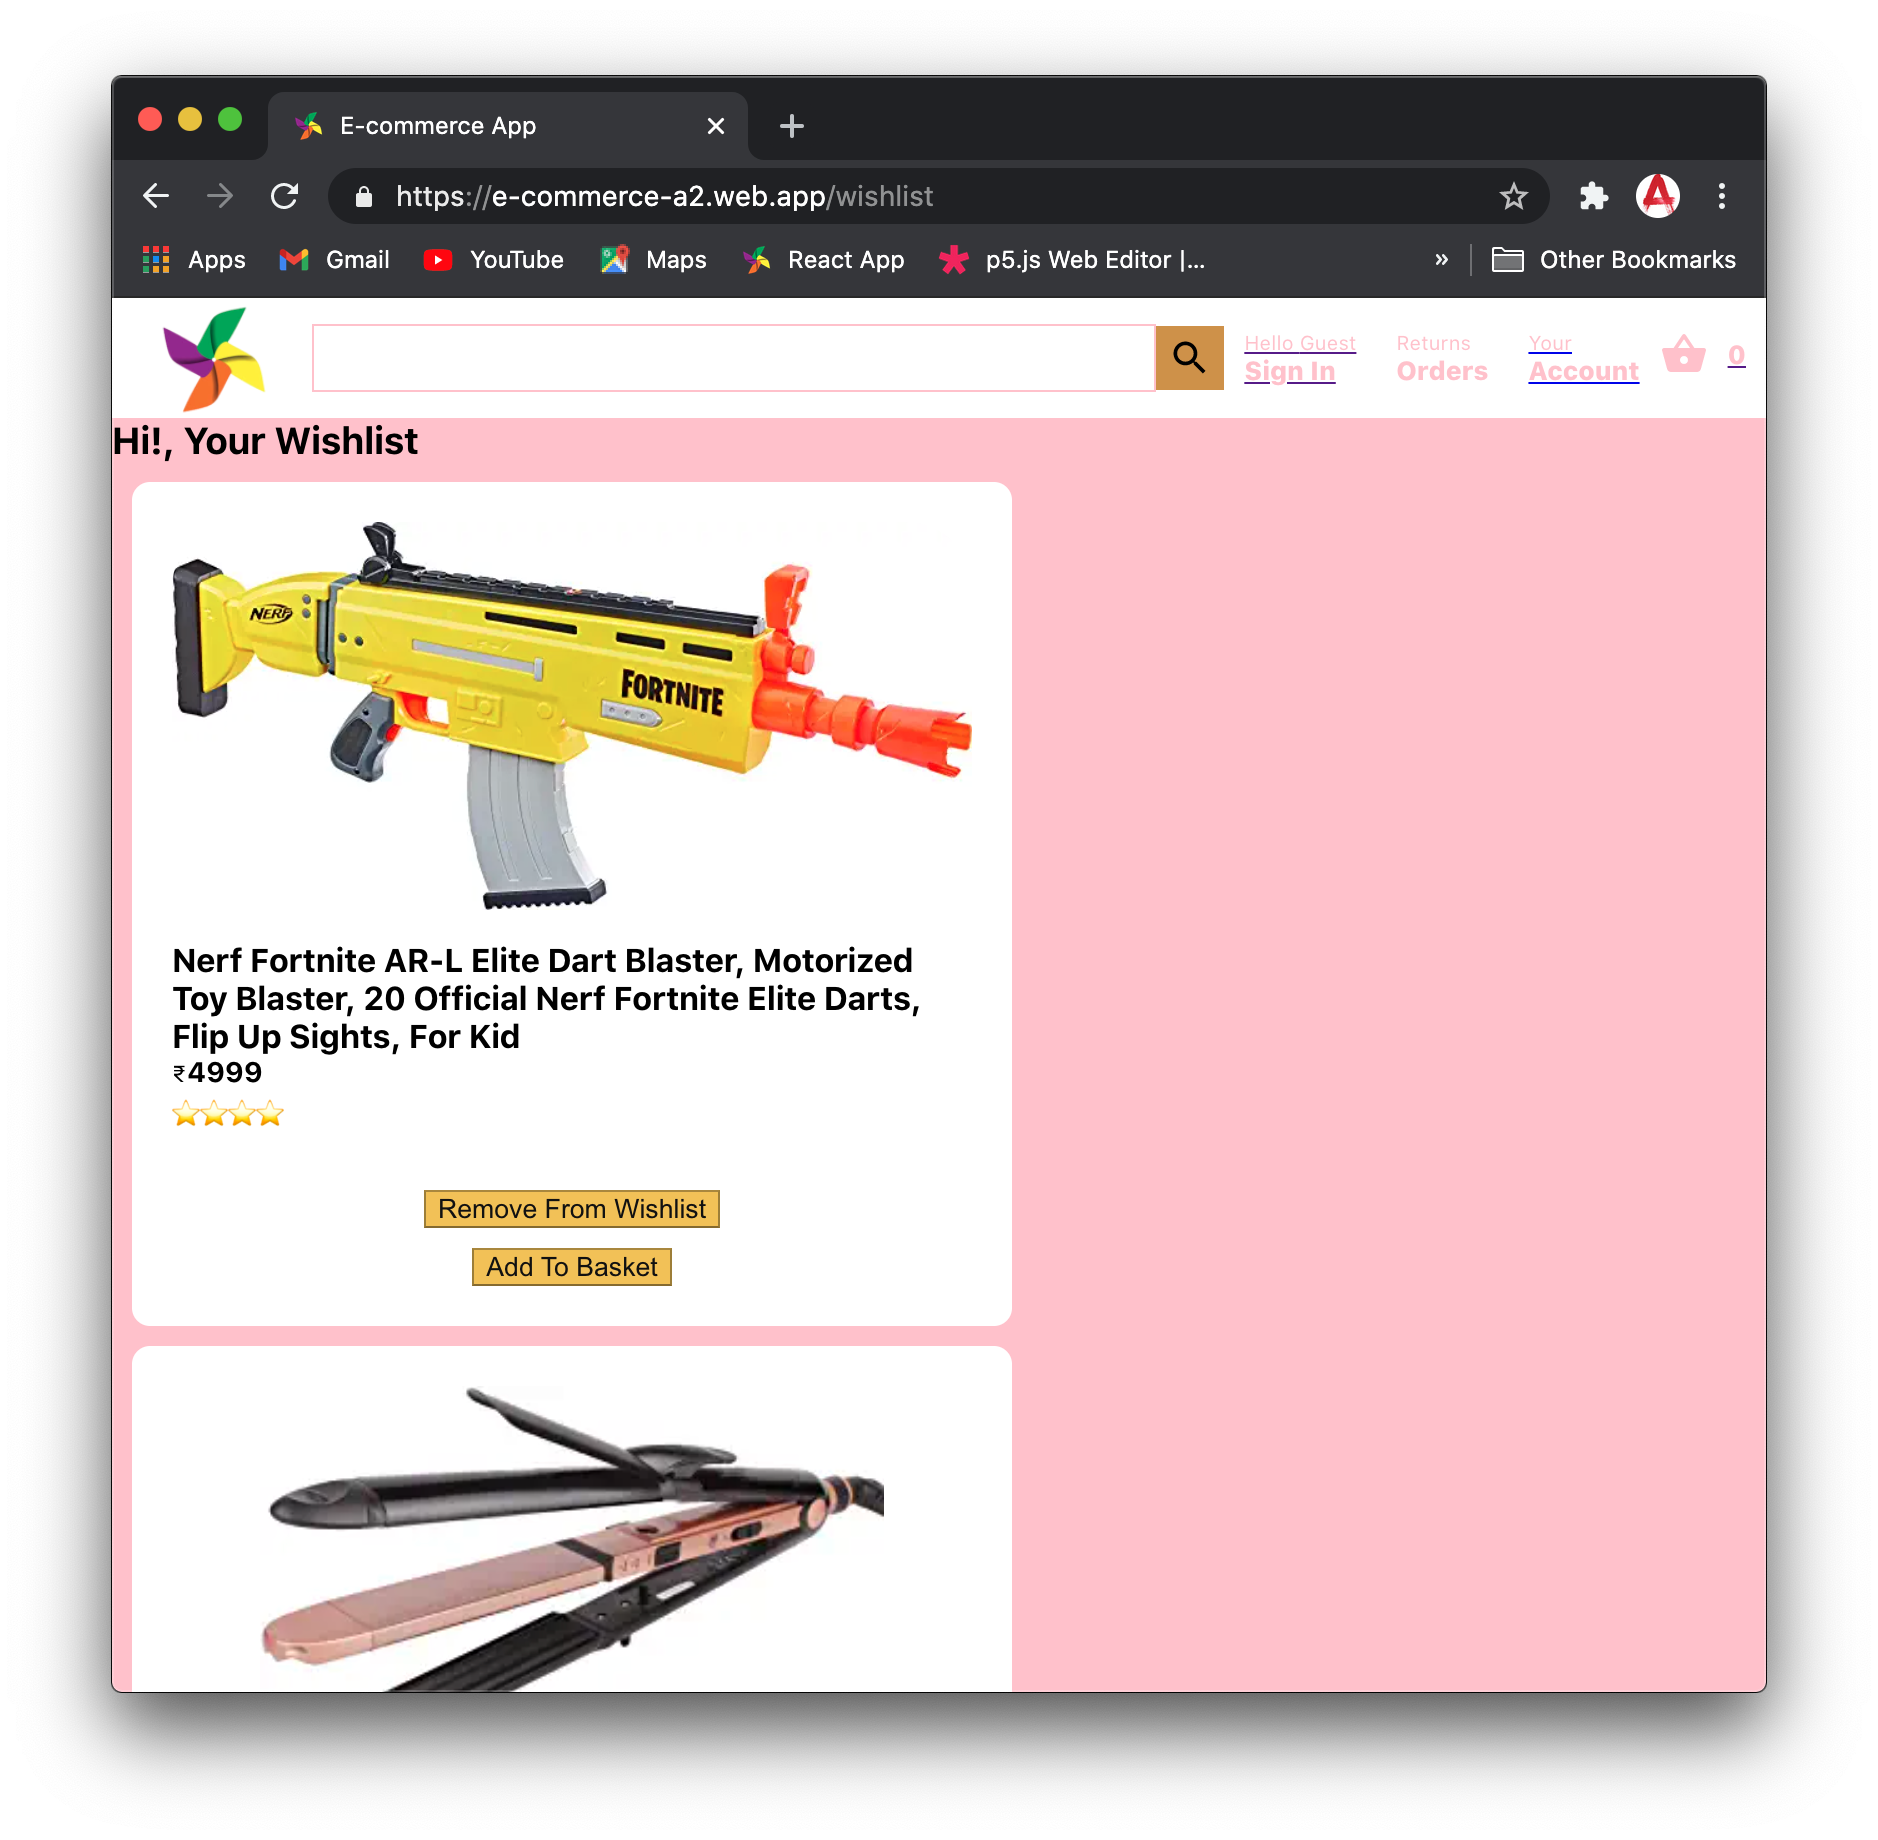 E-commerce App
https://e-commerce-a2.web.app/wishlist
Apps Gmail YouTube Maps React App p5.js Web Editor |... » Other Bookmarks
Hello Guest Returns Your
Sign In Orders Account 0
Hi!, Your Wishlist
NERF
FORTNITE
Nerf Fortnite AR-L Elite Dart Blaster, Motorized
Toy Blaster, 20 Official Nerf Fortnite Elite Darts,
Flip Up Sights, For Kid
₹4999
⭐⭐⭐⭐
Remove From Wishlist
Add To Basket